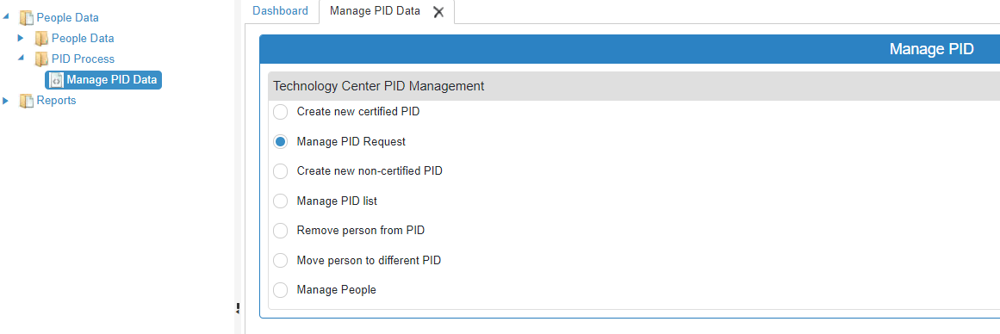 People Data
People Data
PID Process
Manage PID Data
Reports
Dashboard
Manage PID Data
Manage PID
Technology Center PID Management
Create new certified PID
Manage PID Request
Create new non-certified PID
Manage PID list
Remove person from PID
Move person to different PID
Manage People